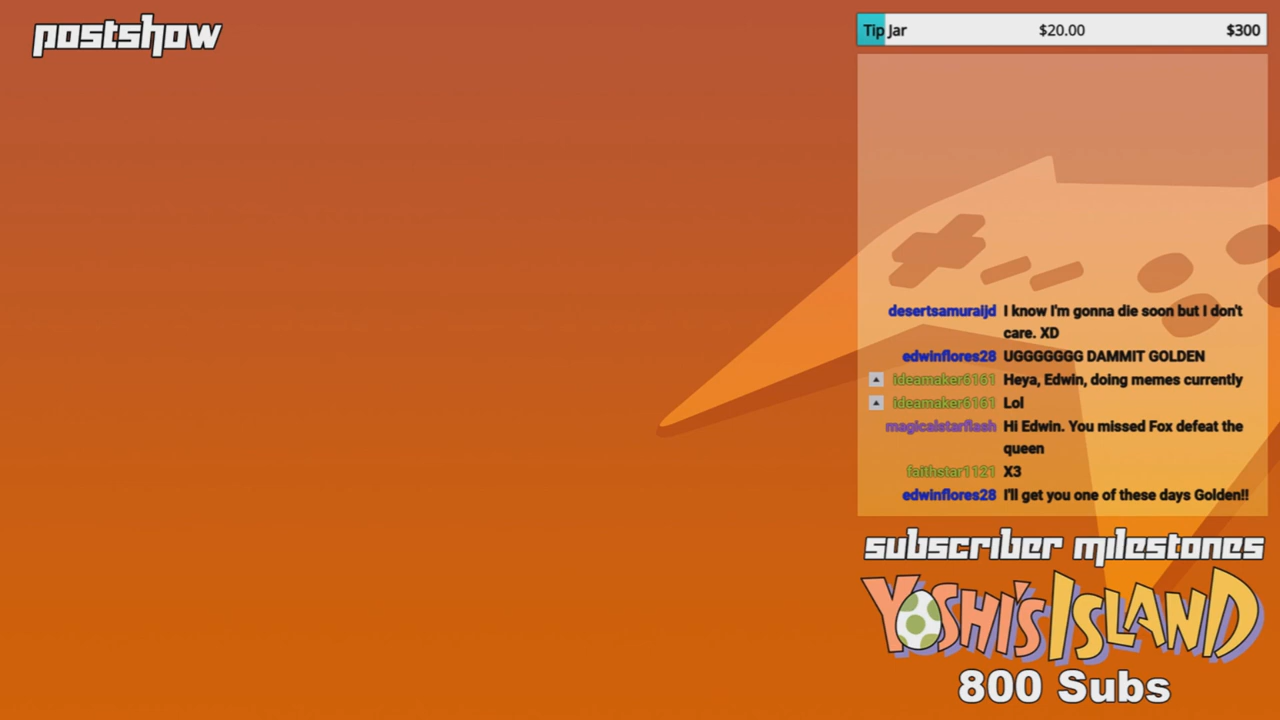 postshow
Tip Jar $20.00 $300
desertsamuraijd I know I'm gonna die soon but I don't
care. XD
edwinflores28 UGGGGGGG DAMMIT GOLDEN
ideamaker6161 Heya, Edwin, doing memes currently
ideamaker6161 Lol
magicalstarflash Hi Edwin. You missed Fox defeat the
queen
faithstar1121 X3
edwinflores28 I'll get you one of these days Golden!!
subscriber milestones
YOSHI'S ISLAND
800 Subs